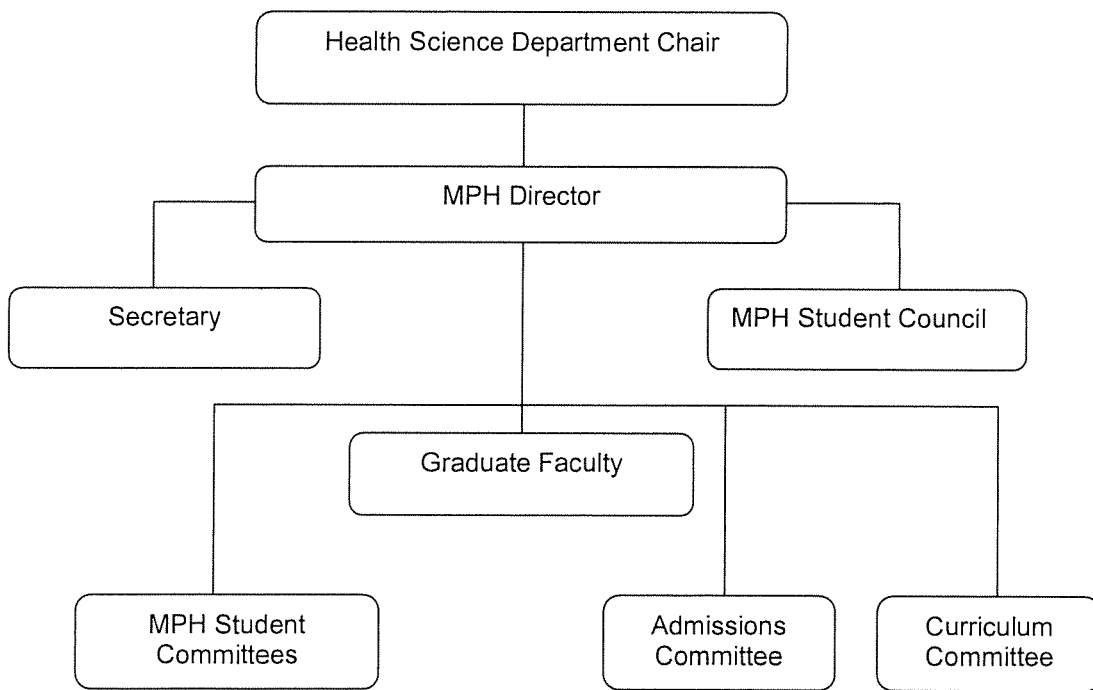 Health Science Department Chair
MPH Director
Secretary
MPH Student Council
Graduate Faculty
MPH Student
Committees
Admissions
Committee
Curriculum
Committee